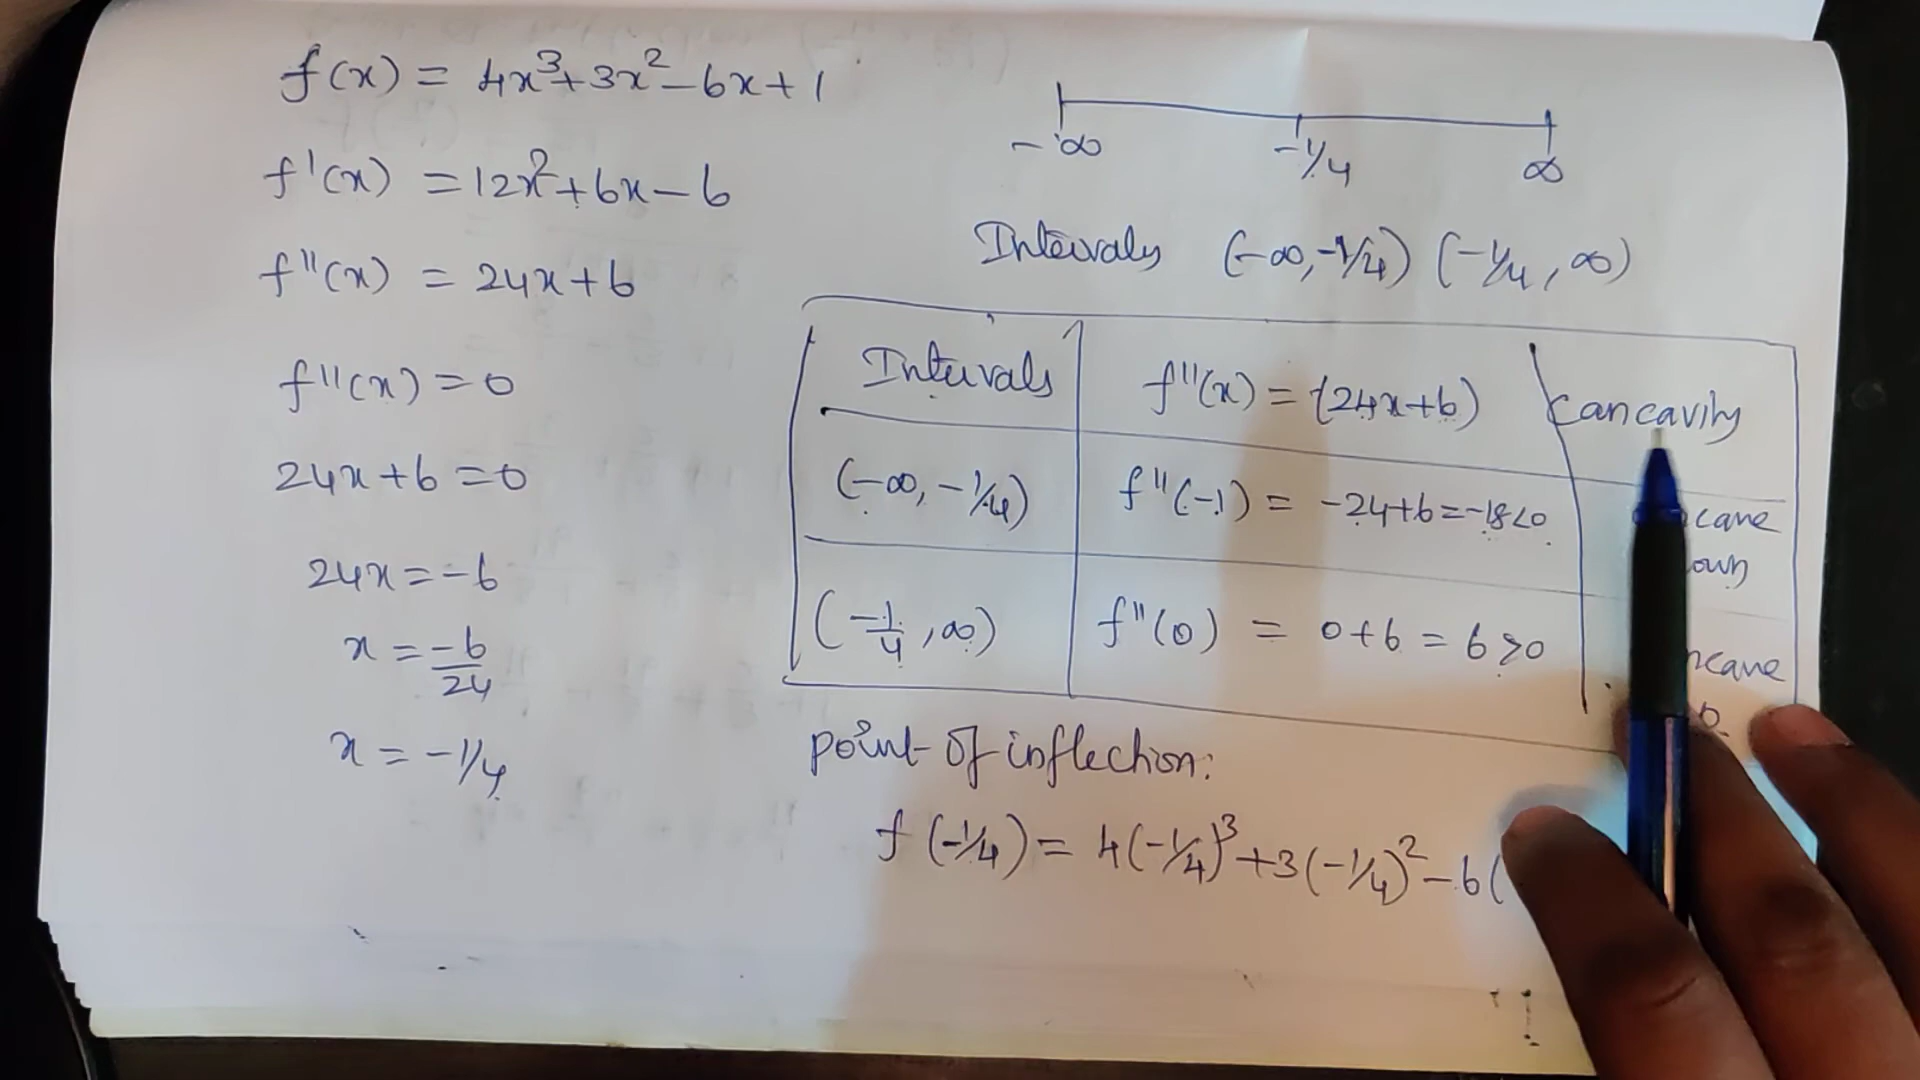 f(x) = 4x³+3x²-6x+1
f'(x) = 12x²+6x-6
f''(x) = 24x+6
f''(x) = 0
24x+6 = 0
24x = -6
x = -6/24
x = -1/4
-∞ -1/4 ∞
Intervals (-∞,-1/4) (-1/4,∞)
Intervals f''(x) = (24x+6) Concavity
(-∞,-1/4) f''(-1) = -24+6=-18<0 cave
own
(-1/4,∞) f''(0) = 0+6 = 6>0 ncave
p
point of inflection:
f(-1/4) = 4(-1/4)³+3(-1/4)²-6(